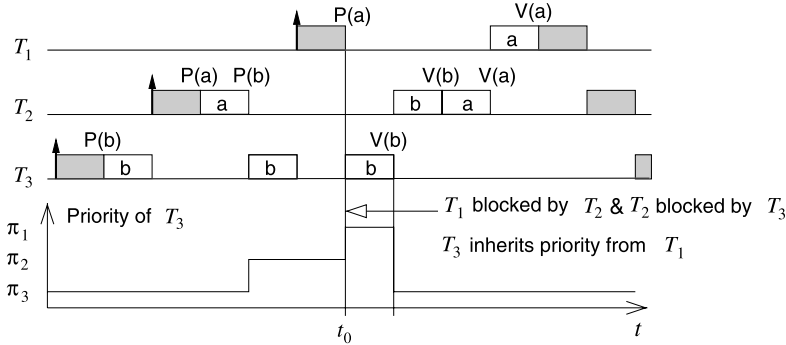 P(a) V(a)
T1 a
P(a) P(b) V(b) V(a)
T2 a b a
P(b) V(b)
T3 b b b
Priority of T3
T1 blocked by T2 & T2 blocked by T3
π1
T3 inherits priority from T1
π2
π3
t0 t